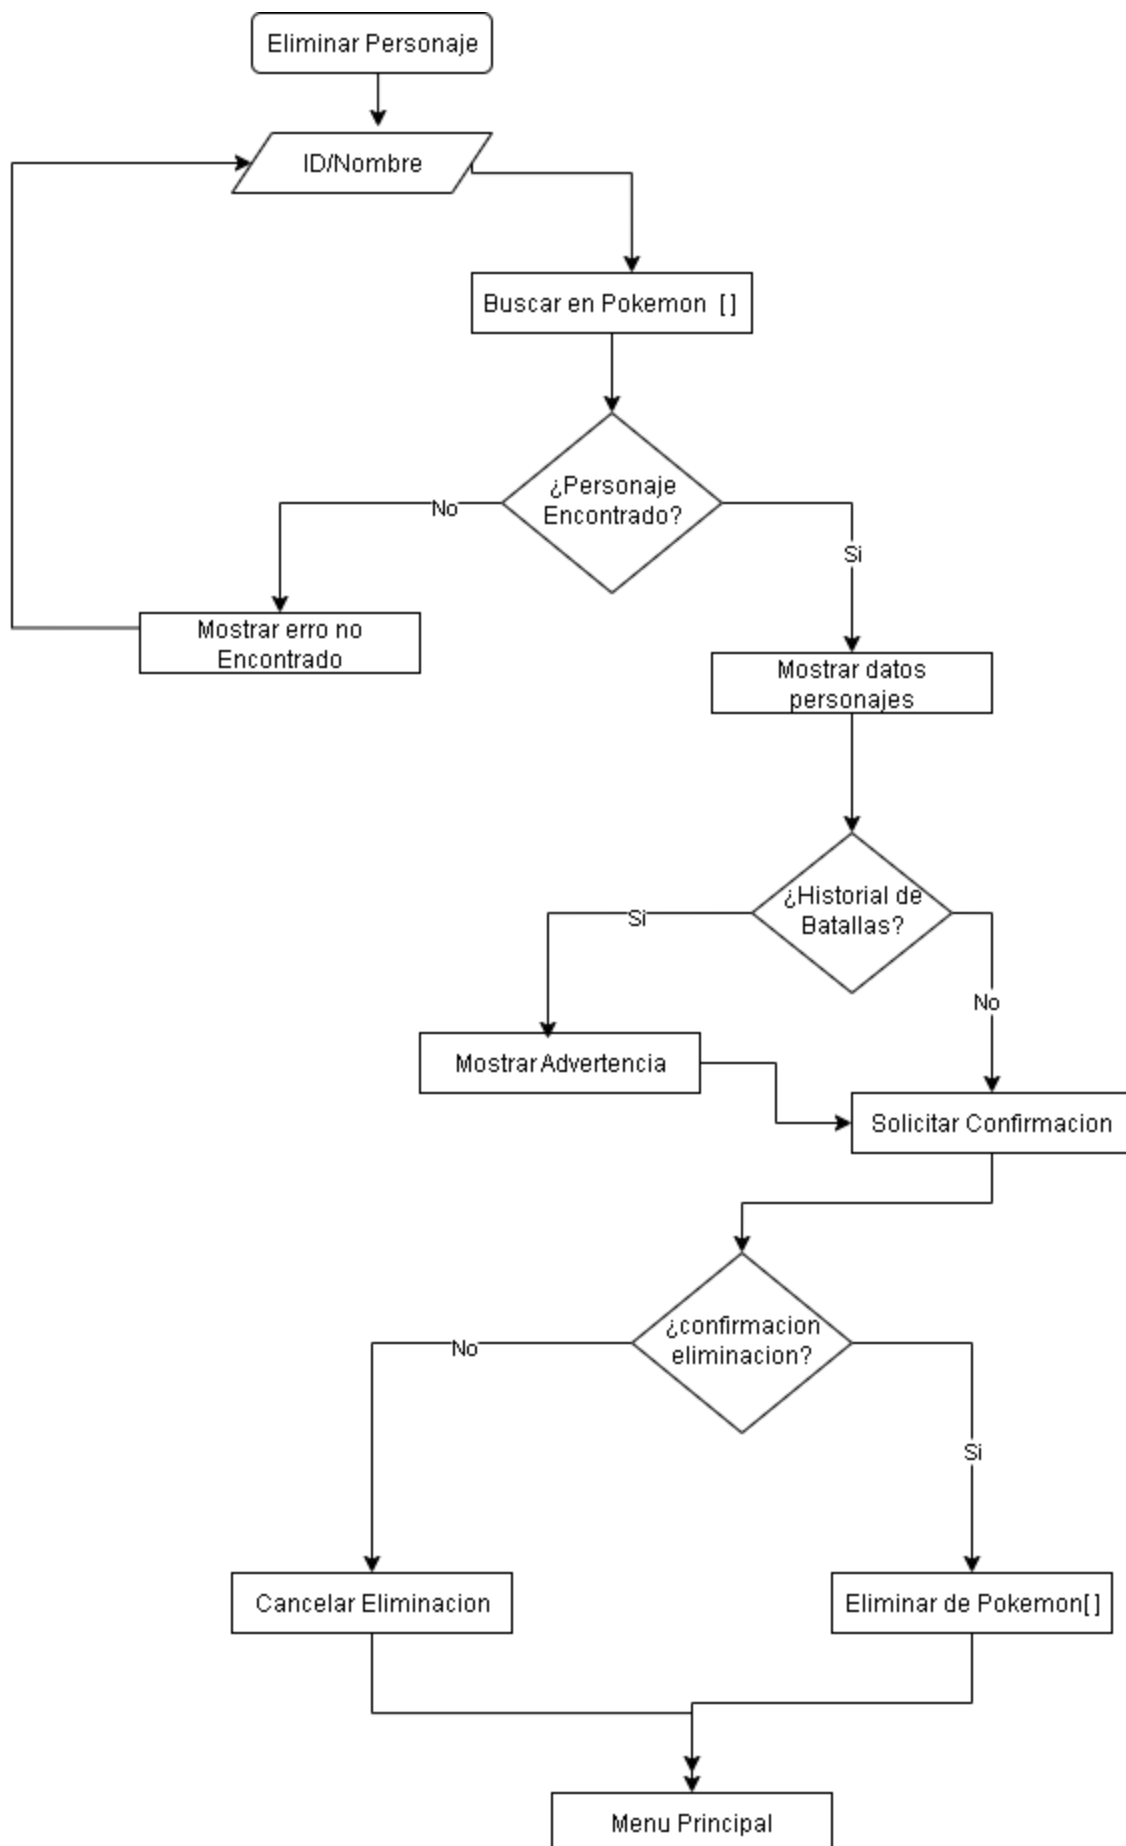 Eliminar Personaje
ID/Nombre
Buscar en Pokemon []
¿Personaje
Encontrado?
No
Si
Mostrar erro no
Encontrado
Mostrar datos
personajes
¿Historial de
Batallas?
Si
No
Mostrar Advertencia
Solicitar Confirmacion
¿confirmacion
eliminacion?
No
Si
Cancelar Eliminacion
Eliminar de Pokemon[]
Menu Principal